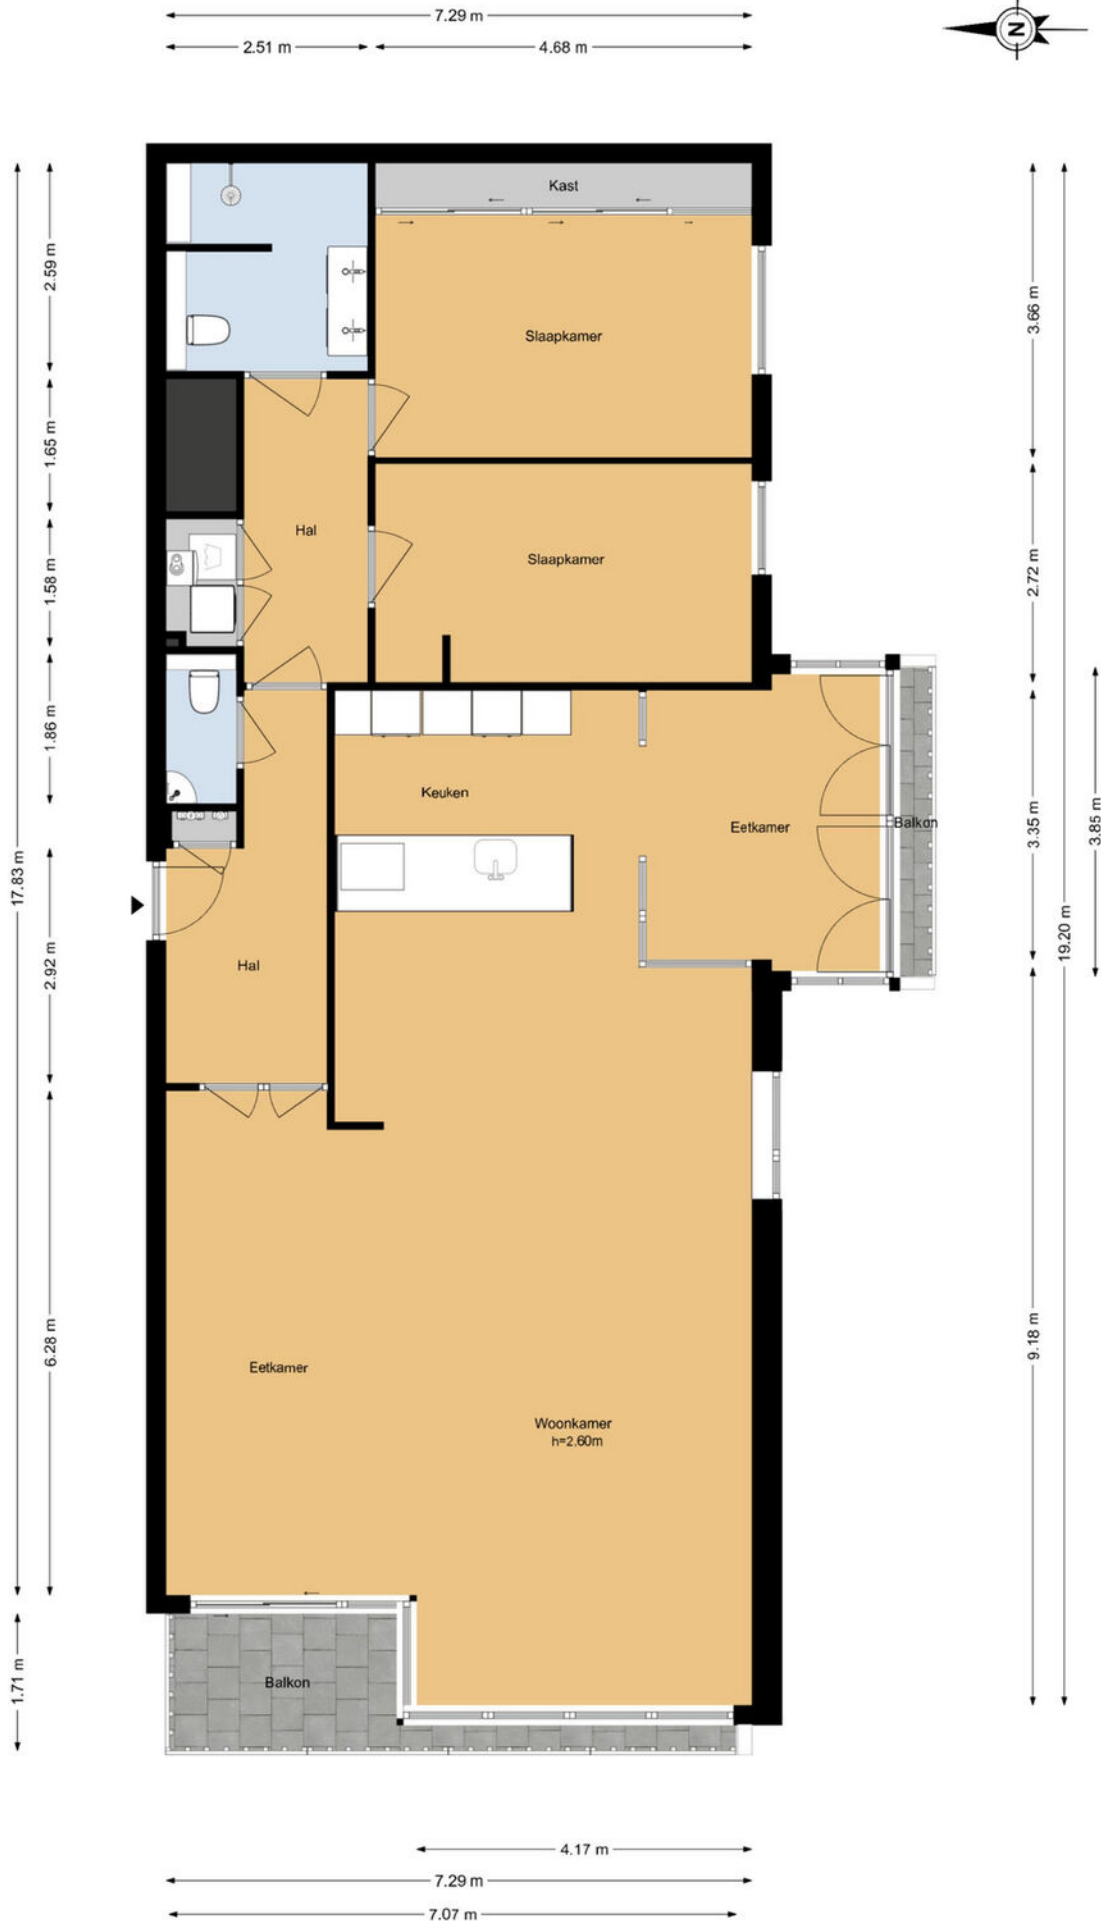 7.29 m
2.51 m
4.68 m
N
Kast
Slaapkamer
Hal
Slaapkamer
Keuken
Eetkamer
Balkon
Hal
Eetkamer
Woonkamer
h=2.60m
Balkon
2.59 m
1.65 m
1.58 m
1.86 m
17.83 m
2.92 m
6.28 m
1.71 m
3.66 m
2.72 m
3.35 m
3.85 m
19.20 m
9.18 m
4.17 m
7.29 m
7.07 m